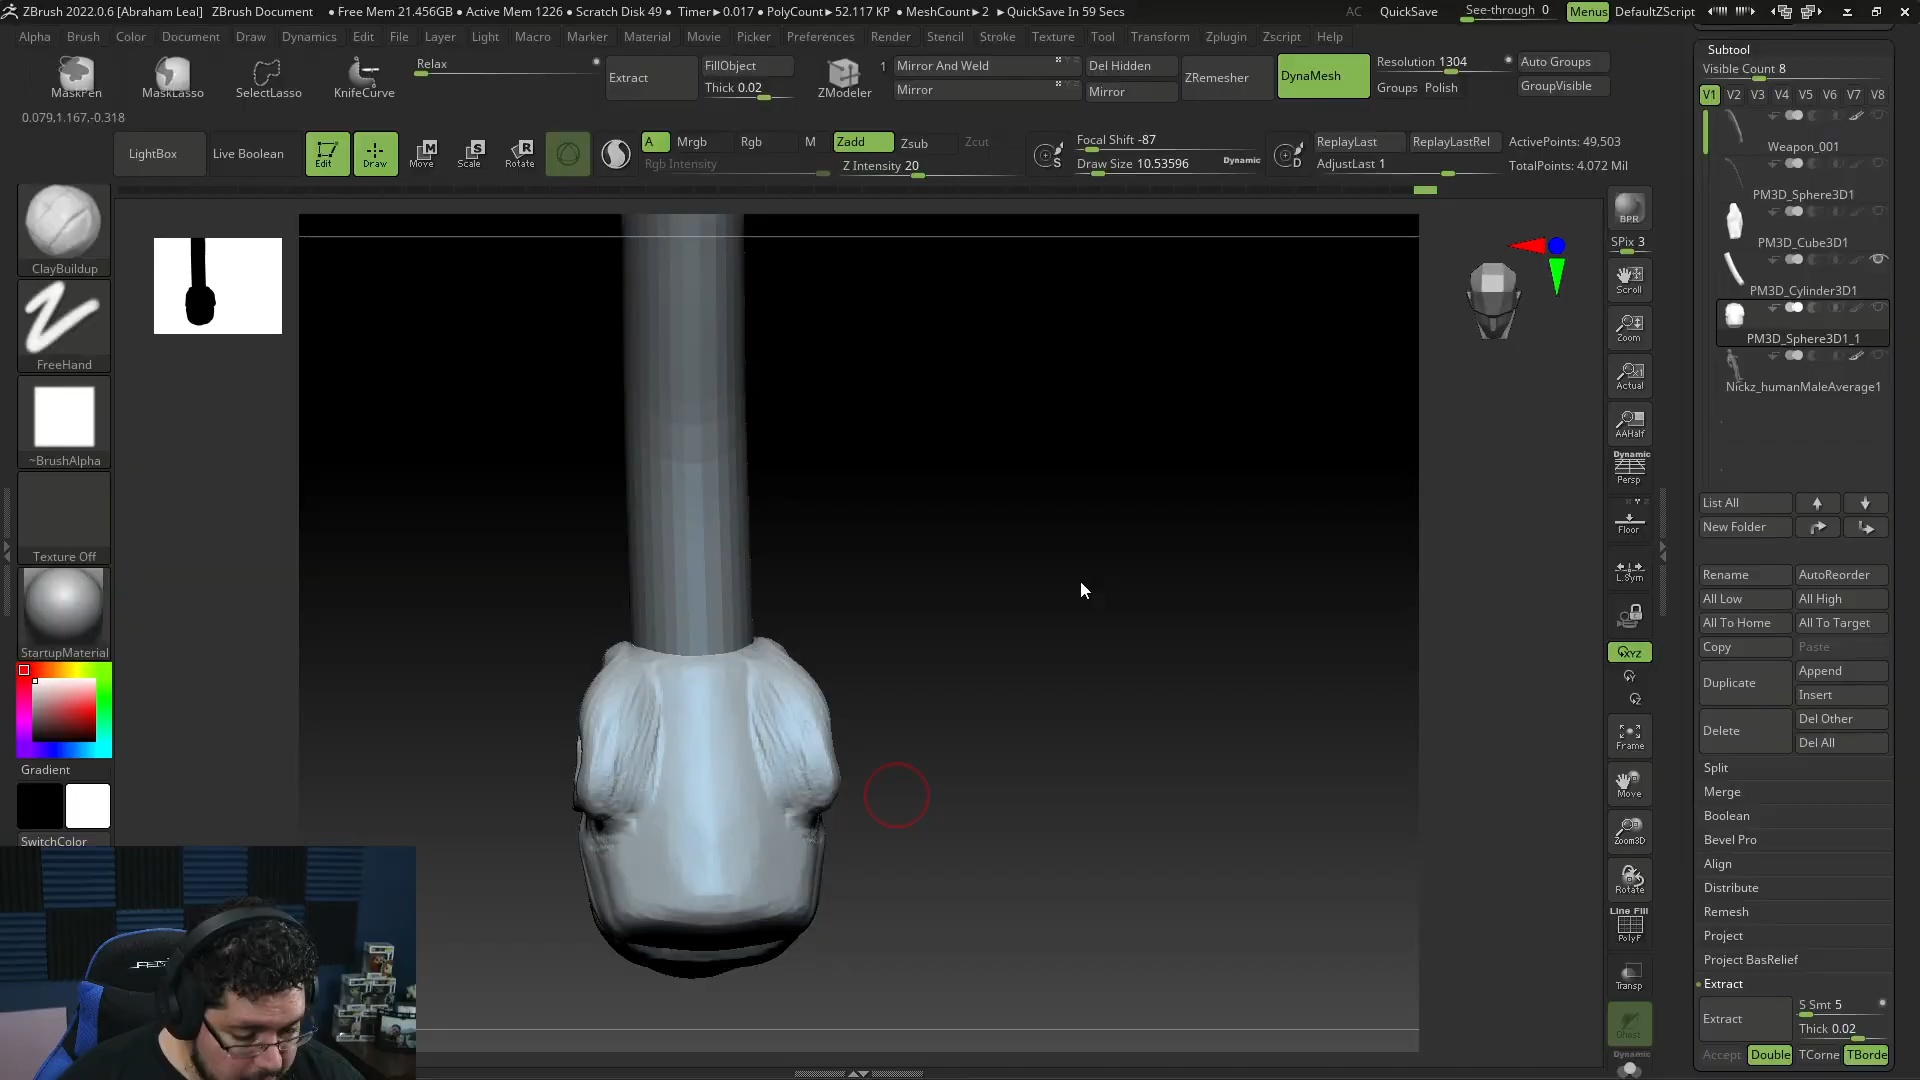 ZBrush 2022.0.6 [Abraham Leal] ZBrush Document • Free Mem 21.456GB • Active Mem 1226 • Scratch Disk 49 • Timer►0.017 • PolyCount►52.117 KP • MeshCount►2 ►QuickSave In 59 Secs AC QuickSave See-through 0 Menus DefaultZScript
Alpha Brush Color Document Draw Dynamics Edit File Layer Light Macro Marker Material Movie Picker Preferences Render Stencil Stroke Texture Tool Transform Zplugin Zscript Help
MaskPen MaskLasso SelectLasso KnifeCurve Relax Extract FillObject Thick 0.02 ZModeler 1 Mirror And Weld Mirror Del Hidden Mirror ZRemesher DynaMesh Resolution 1304 Groups Polish Auto Groups GroupVisible
0.079,1.167,-0.318
LightBox Live Boolean Edit Draw Move Scale Rotate A Mrgb Rgb M Zadd Zsub Zcut Focal Shift -87 ReplayLast ReplayLastRel ActivePoints: 49,503
Rgb Intensity Z Intensity 20 Draw Size 10.53596 Dynamic AdjustLast 1 TotalPoints: 4.072 Mil
M
S
R
S
D
ClayBuildup
FreeHand
~BrushAlpha
Texture Off
StartupMaterial
Gradient
SwitchColor
BPR
SPix 3
Scroll
Zoom
Actual
AAHalf
Dynamic
Persp
Floor
L.Sym
XYZ
Y
Z
Frame
Move
Zoom3D
Rotate
Line Fill
PolyF
Transp
Ghost
Dynamic
Subtool
Visible Count 8
V1 V2 V3 V4 V5 V6 V7 V8
Weapon_001
PM3D_Sphere3D1
PM3D_Cube3D1
PM3D_Cylinder3D1
PM3D_Sphere3D1_1
Nickz_humanMaleAverage1
List All
New Folder
Rename AutoReorder
All Low All High
All To Home All To Target
Copy Paste
Duplicate Append
Insert
Delete Del Other
Del All
Split
Merge
Boolean
Bevel Pro
Align
Distribute
Remesh
Project
Project BasRelief
Extract
Extract S Smt 5
Thick 0.02
Accept Double TCorne TBorde